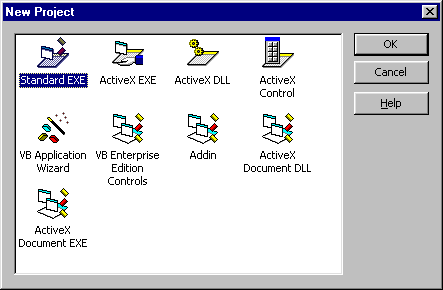 New Project
Standard EXE
ActiveX EXE
ActiveX DLL
ActiveX
Control
VB Application
Wizard
VB Enterprise
Edition
Controls
Addin
ActiveX
Document DLL
ActiveX
Document EXE
OK
Cancel
Help